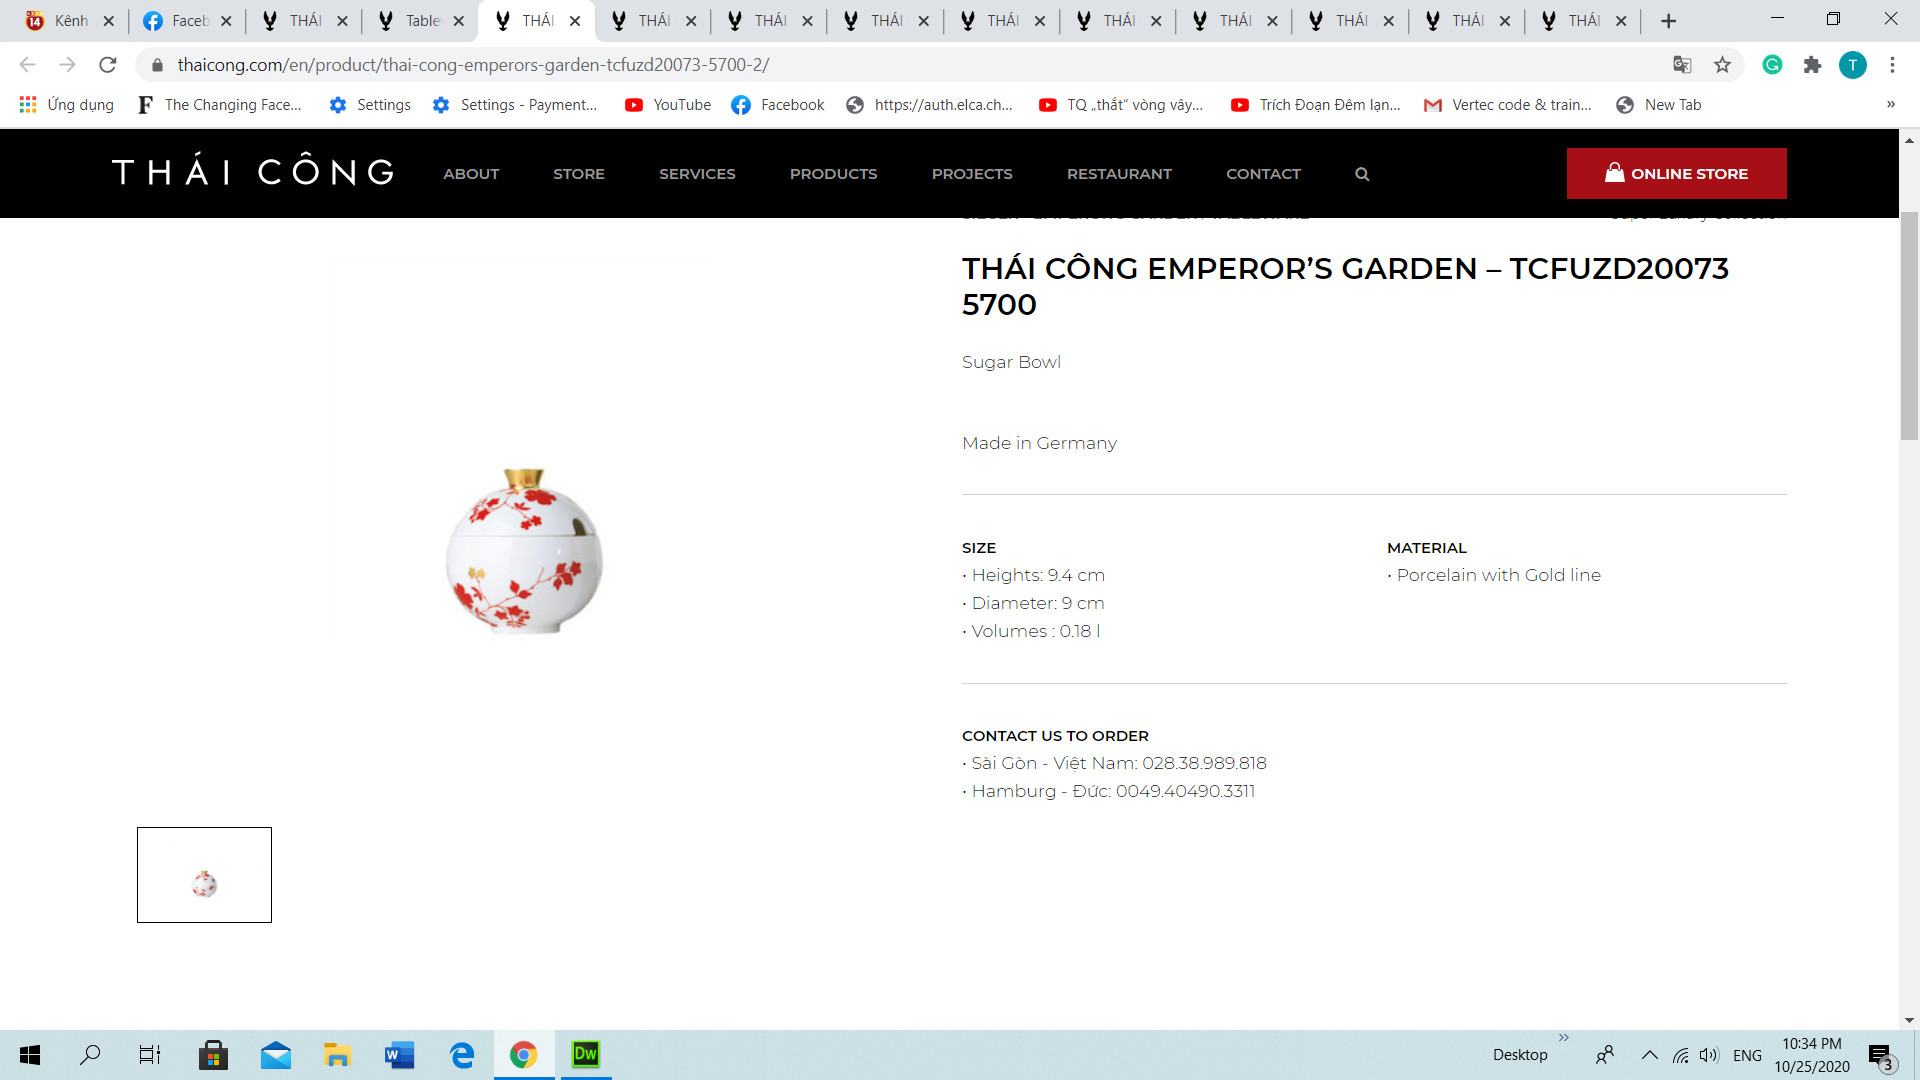 Kênh
Faceb
THÁI
Table
THÁI
THÁI
THÁI
THÁI
THÁI
THÁI
THÁI
THÁI
THÁI
THÁI
thaicong.com/en/product/thai-cong-emperors-garden-tcfuzd20073-5700-2/
T
Ứng dụng
The Changing Face...
Settings
Settings - Payment...
YouTube
Facebook
https://auth.elca.ch...
TQ „thắt“ vòng vây...
Trích Đoạn Đêm lạn...
Vertec code & train...
New Tab
»
THÁI CÔNG
ABOUT
STORE
SERVICES
PRODUCTS
PROJECTS
RESTAURANT
CONTACT
ONLINE STORE
THÁI CÔNG EMPEROR’S GARDEN – TCFUZD20073
5700
Sugar Bowl
Made in Germany
SIZE
• Heights: 9.4 cm
• Diameter: 9 cm
• Volumes : 0.18 l
MATERIAL
• Porcelain with Gold line
CONTACT US TO ORDER
• Sài Gòn - Việt Nam: 028.38.989.818
• Hamburg - Đức: 0049.40490.3311
Dw
Desktop
»
ENG
10:34 PM
10/25/2020
3